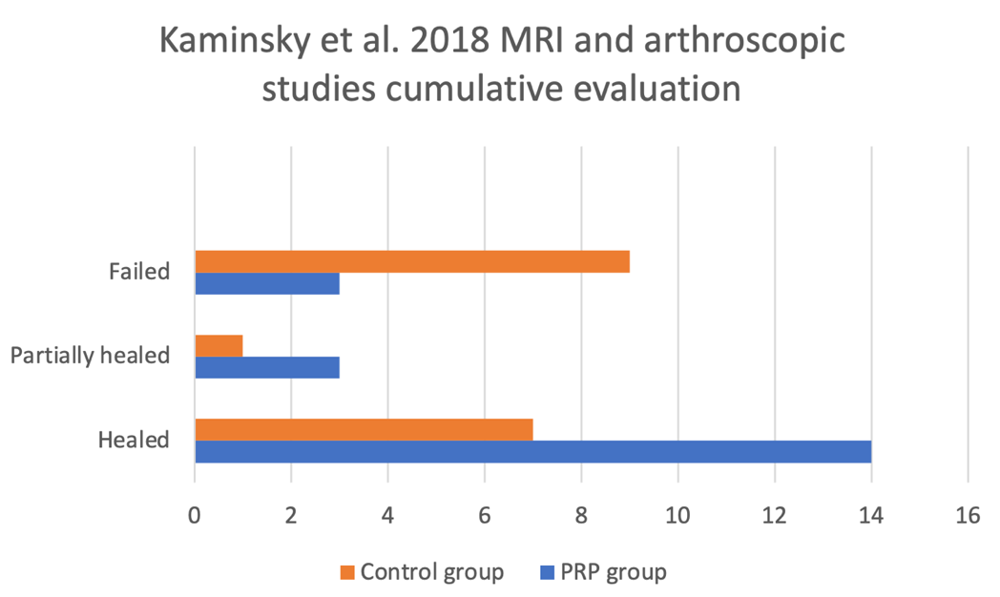 Kaminsky et al. 2018 MRI and arthroscopic
studies cumulative evaluation
Failed
Partially healed
Healed
0 2 4 6 8 10 12 14 16
Control group PRP group